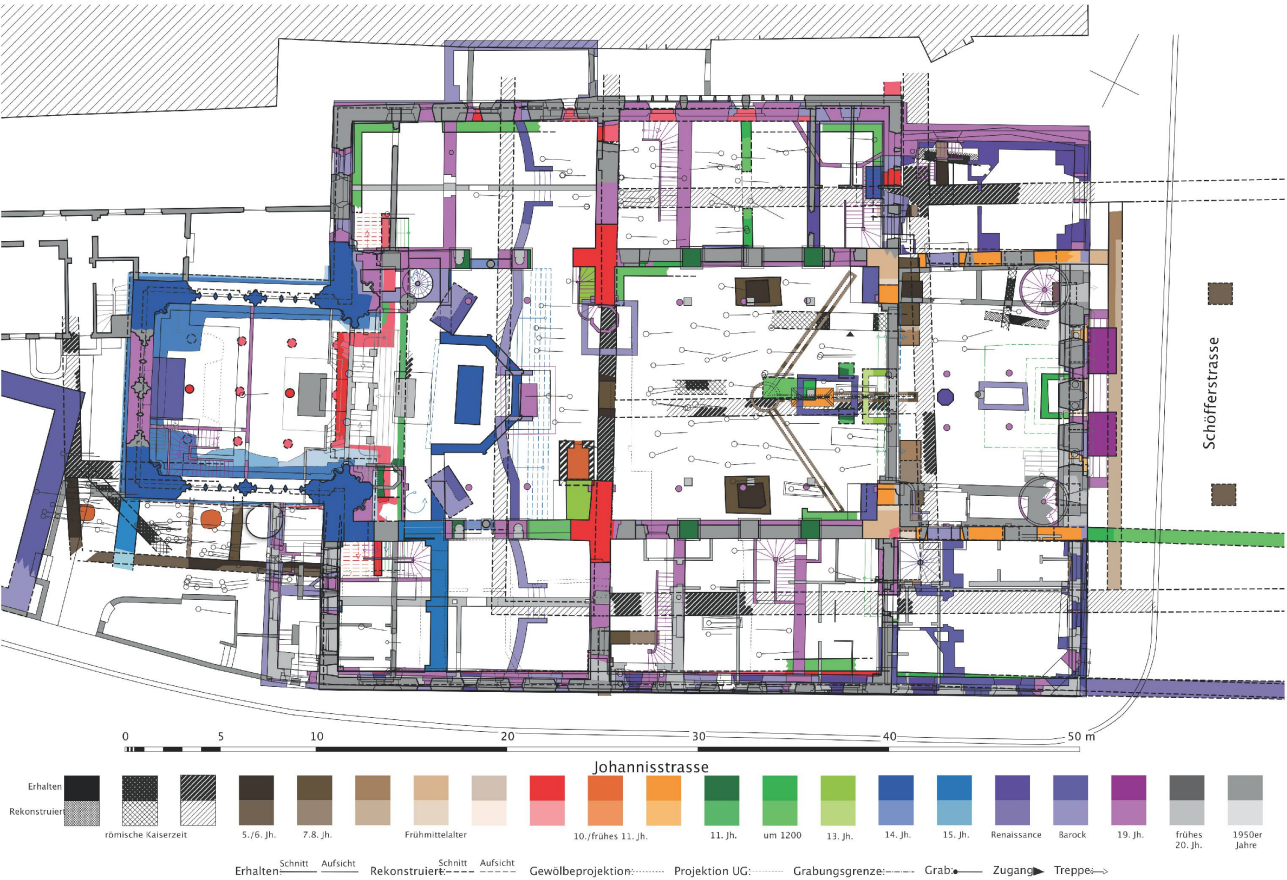 Schöfferstrasse
0 5 10 20 30 40 50 m
Johannisstrasse
Erhalten
Rekonstruiert
römische Kaiserzeit
5./6. Jh.
7.8. Jh.
Frühmittelalter
10./frühes 11. Jh.
11. Jh.
um 1200
13. Jh.
14. Jh.
15. Jh.
Renaissance
Barock
19. Jh.
frühes
20. Jh.
1950er
Jahre
Erhalten: Schnitt Aufsicht Rekonstruiert: Schnitt Aufsicht Gewölbeprojektion: Projektion UG: Grabungsgrenze: Grab: Zugang Treppe: